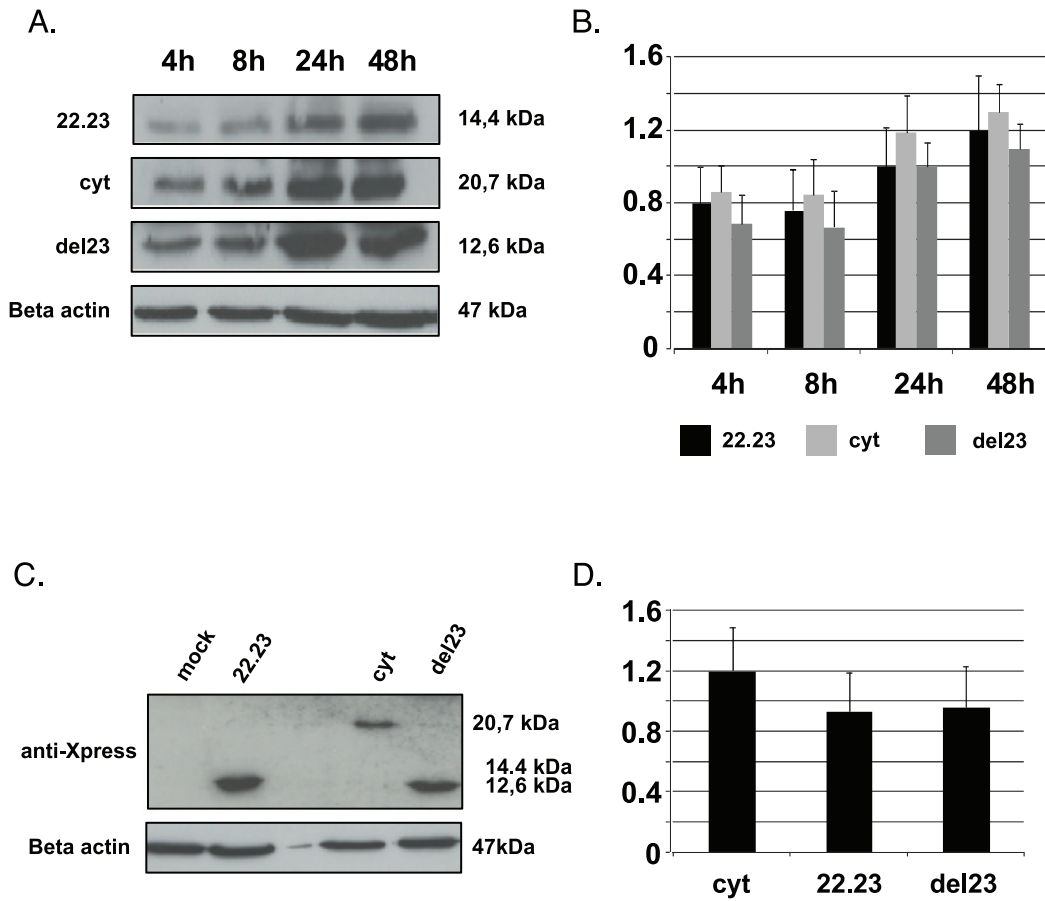 A.
4h 8h 24h 48h
22.23 14,4 kDa
cyt 20,7 kDa
del23 12,6 kDa
Beta actin 47 kDa
B.
1.6
1.2
0.8
0.4
0
4h 8h 24h 48h
22.23 cyt del23
C.
mock 22.23 cyt del23
anti-Xpress
20,7 kDa
14.4 kDa
12,6 kDa
Beta actin 47kDa
D.
1.6
1.2
0.8
0.4
0
cyt 22.23 del23